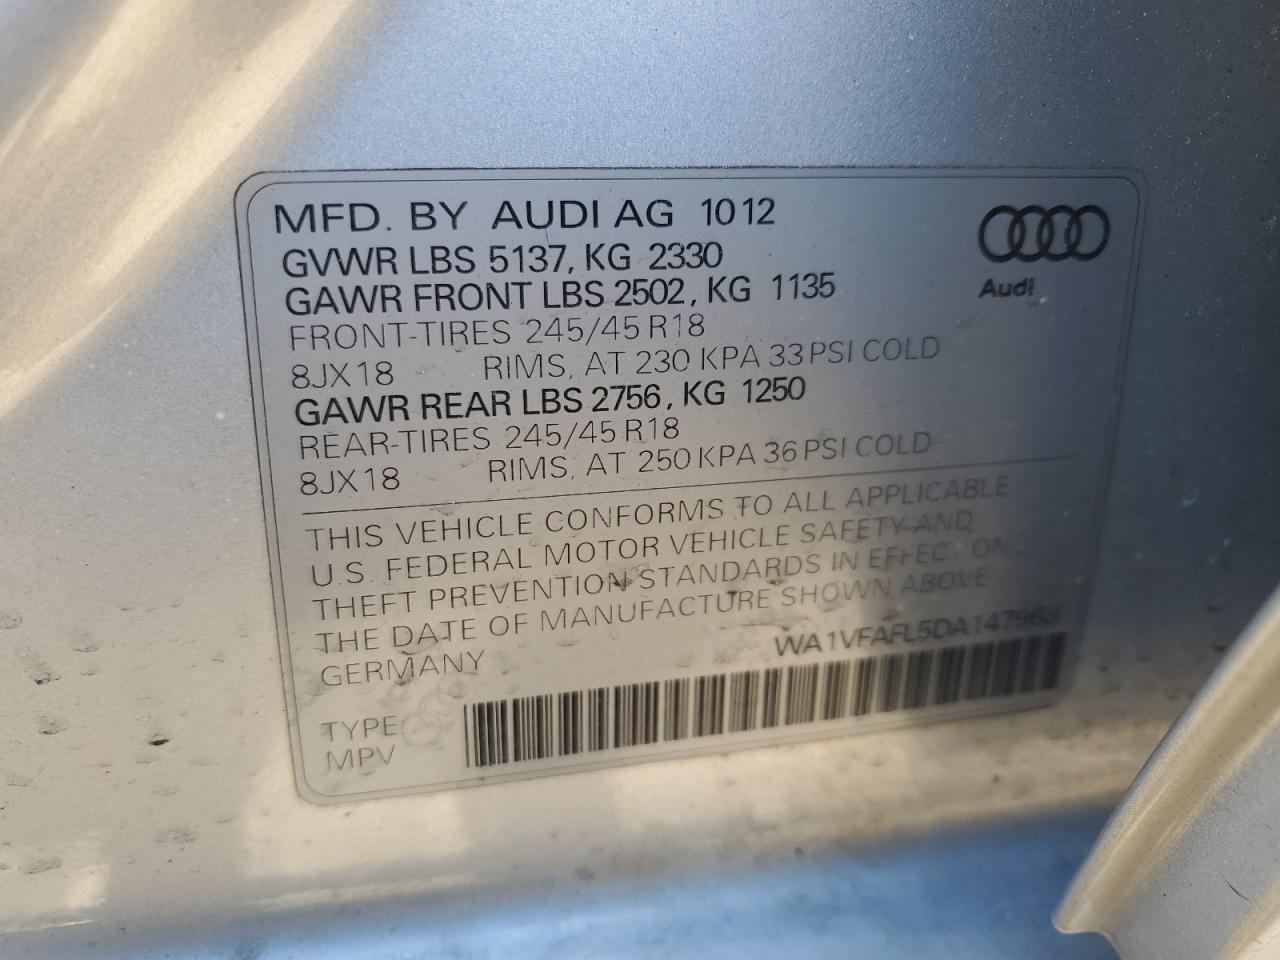 MFD. BY AUDI AG 1012
GVWR LBS 5137, KG 2330
GAWR FRONT LBS 2502, KG 1135
FRONT-TIRES 245/45 R18
8JX18 RIMS, AT 230 KPA 33 PSI COLD
GAWR REAR LBS 2756, KG 1250
REAR-TIRES 245/45 R18
8JX18 RIMS, AT 250 KPA 36 PSI COLD
Audi
THIS VEHICLE CONFORMS TO ALL APPLICABLE
U.S. FEDERAL MOTOR VEHICLE SAFETY AND
THEFT PREVENTION STANDARDS IN EFFECT ON
THE DATE OF MANUFACTURE SHOWN ABOVE
GERMANY
TYPE:
MPV